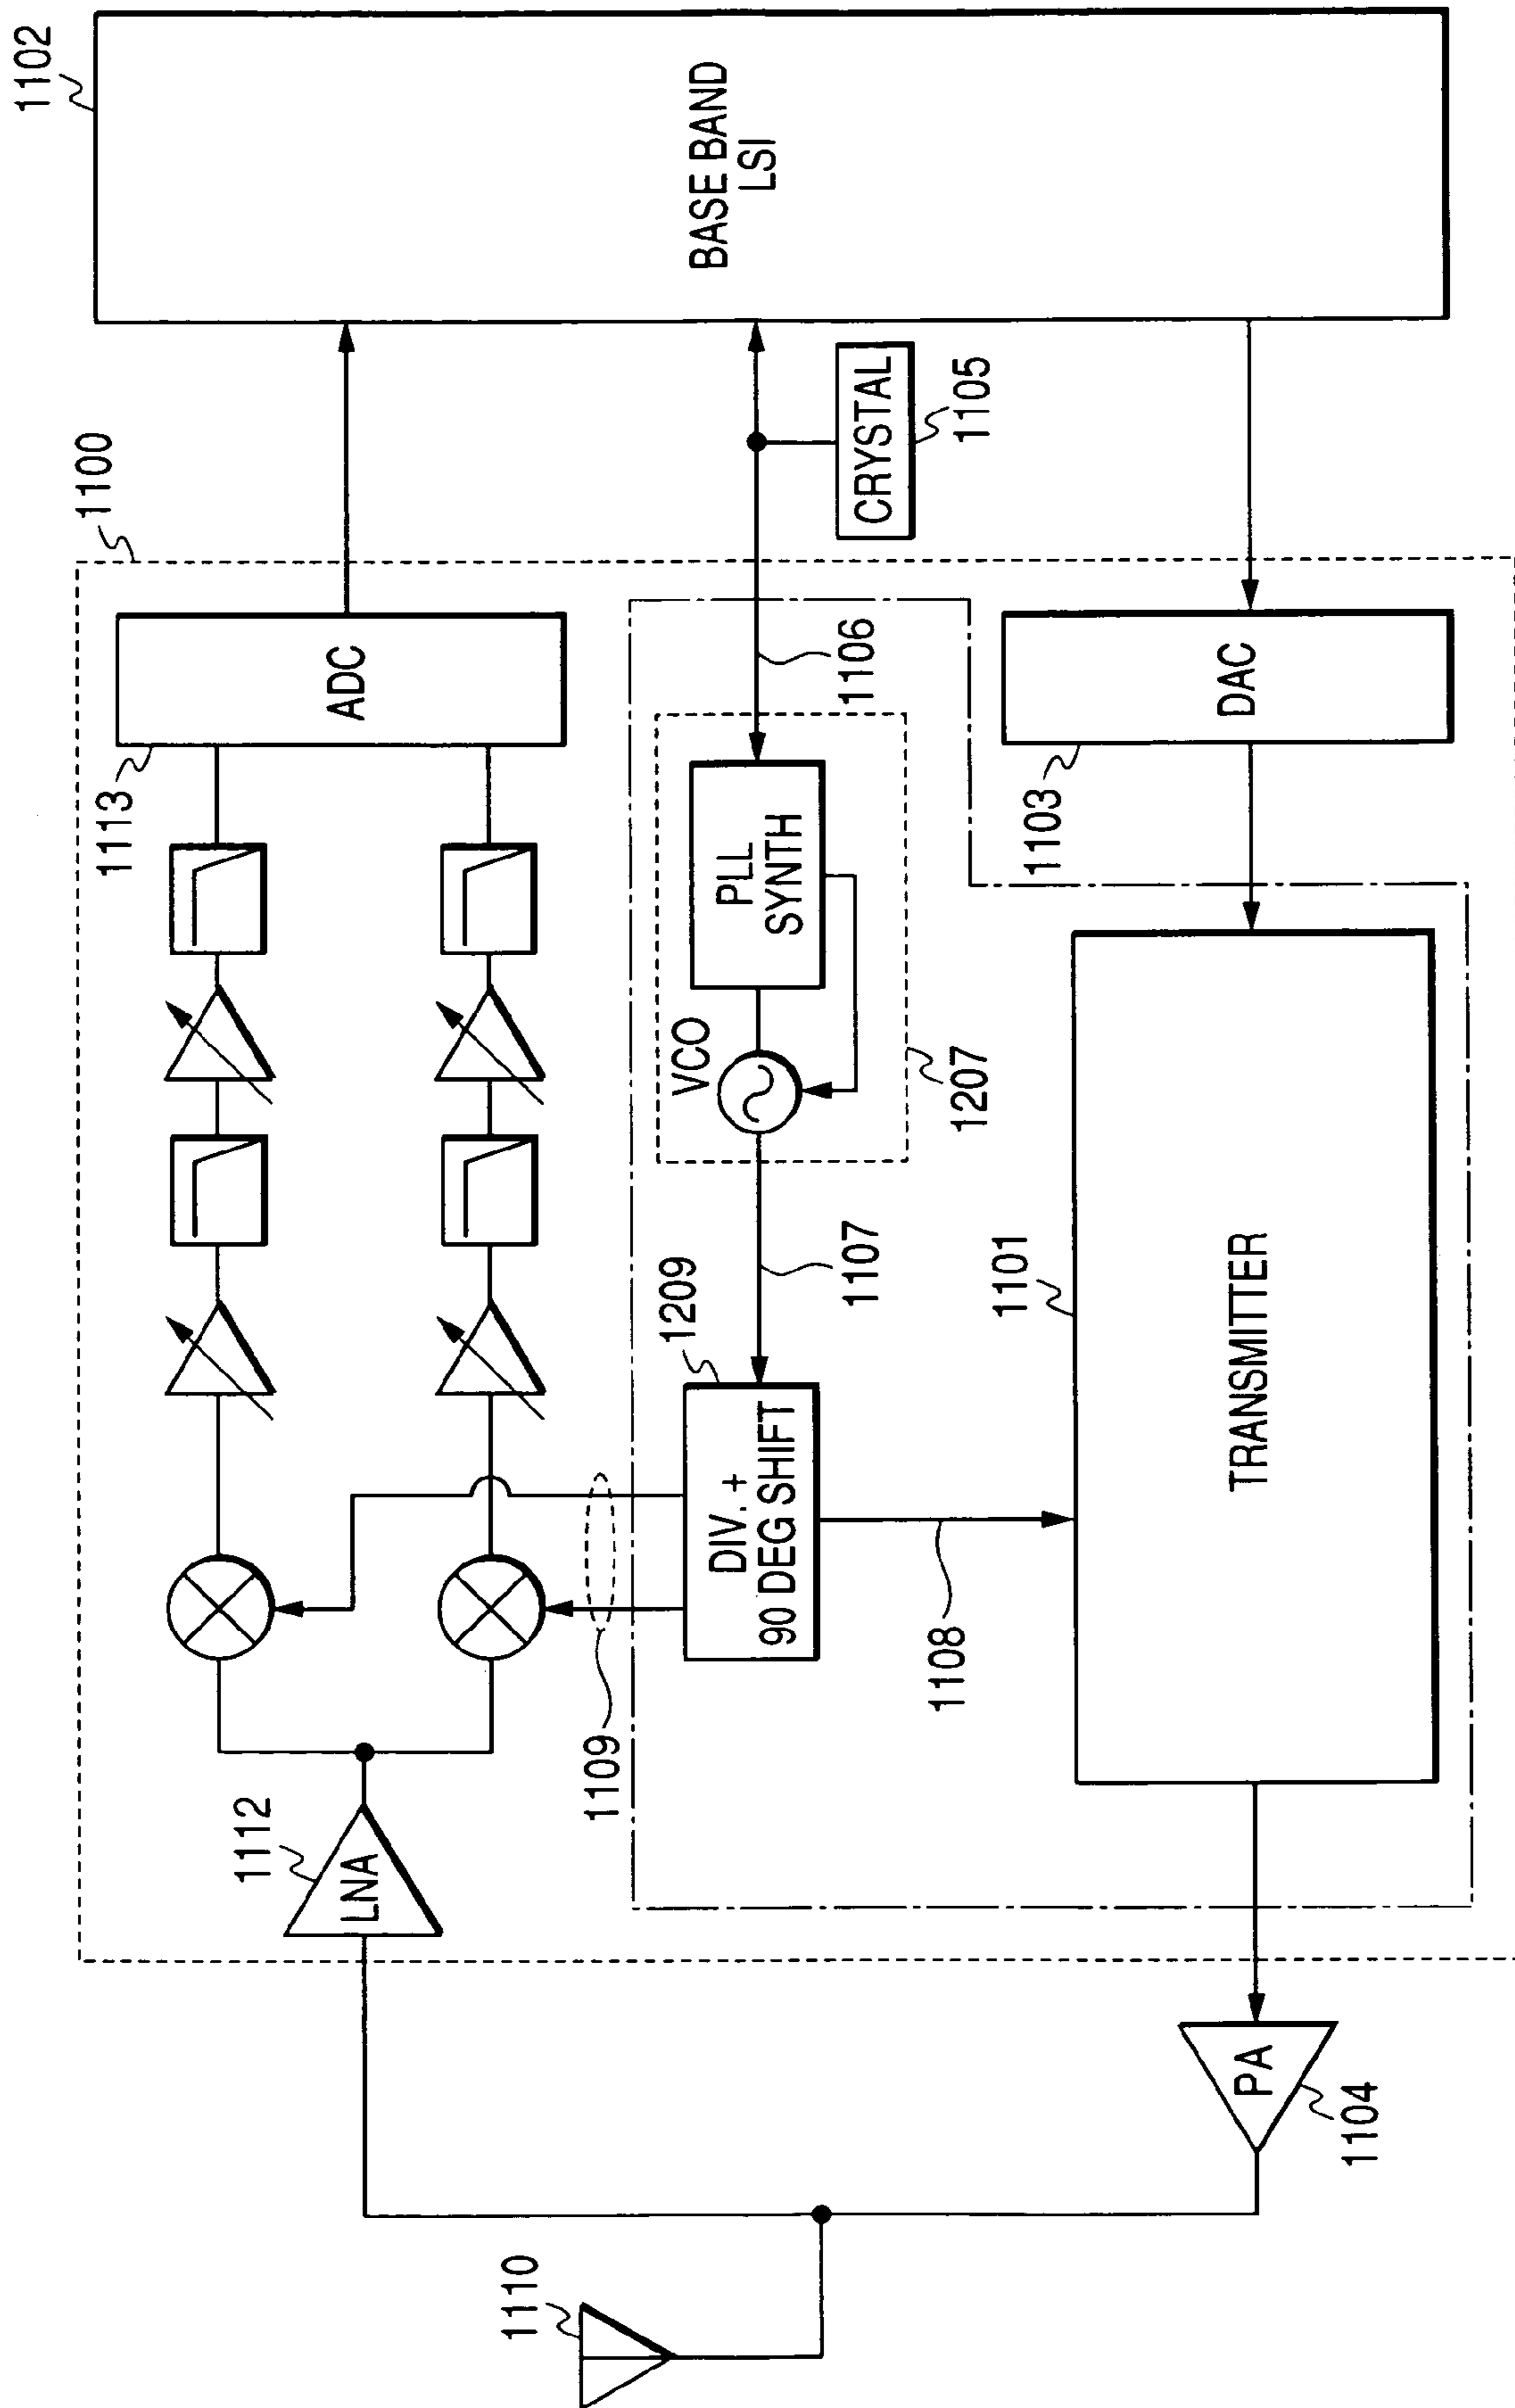 1102
BASE BAND
LSI
1100
CRYSTAL
1105
ADC
1113
1106
DAC
1103
PLL
SYNTH
VCO
1207
1107
1209
DIV. +
90 DEG SHIFT
1101
TRANSMITTER
1108
1109
1112
LNA
PA
1104
1110